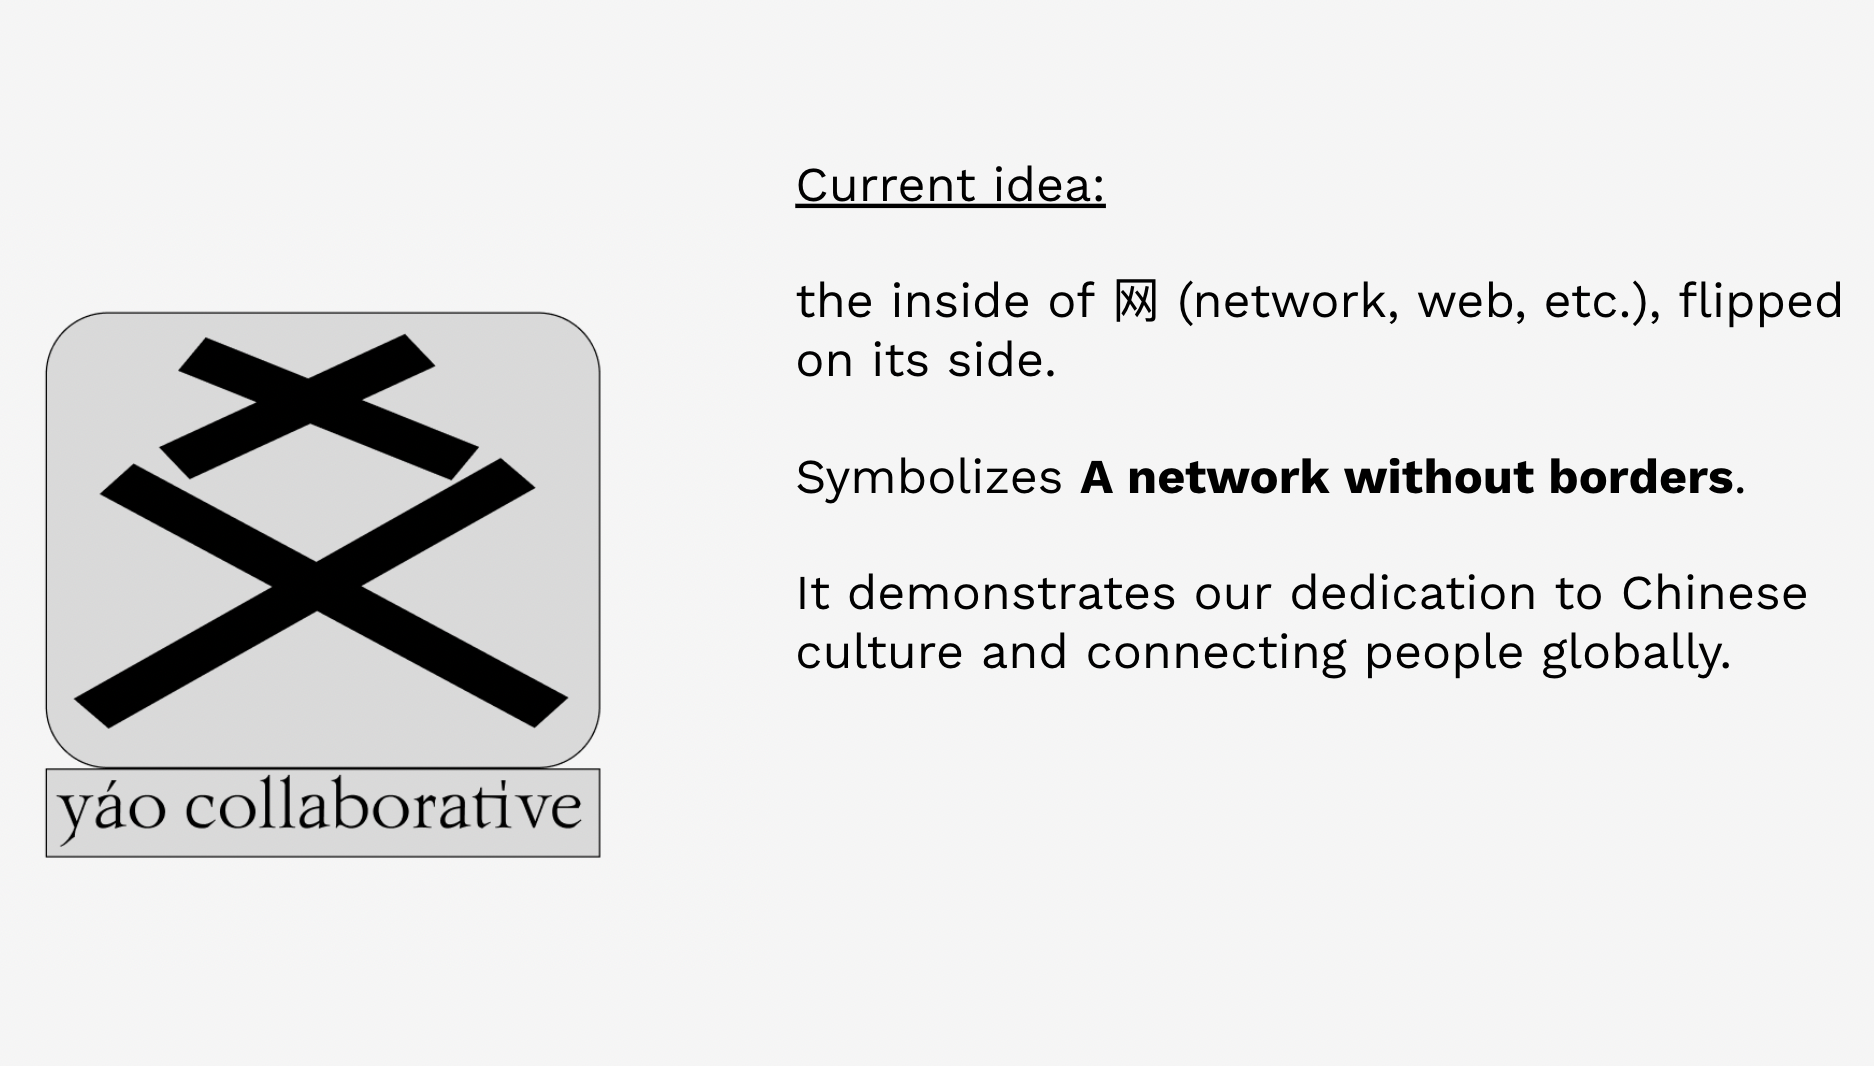 Current idea:
the inside of 网 (network, web, etc.), flipped
on its side.
Symbolizes A network without borders.
It demonstrates our dedication to Chinese
culture and connecting people globally.
yáo collaborative